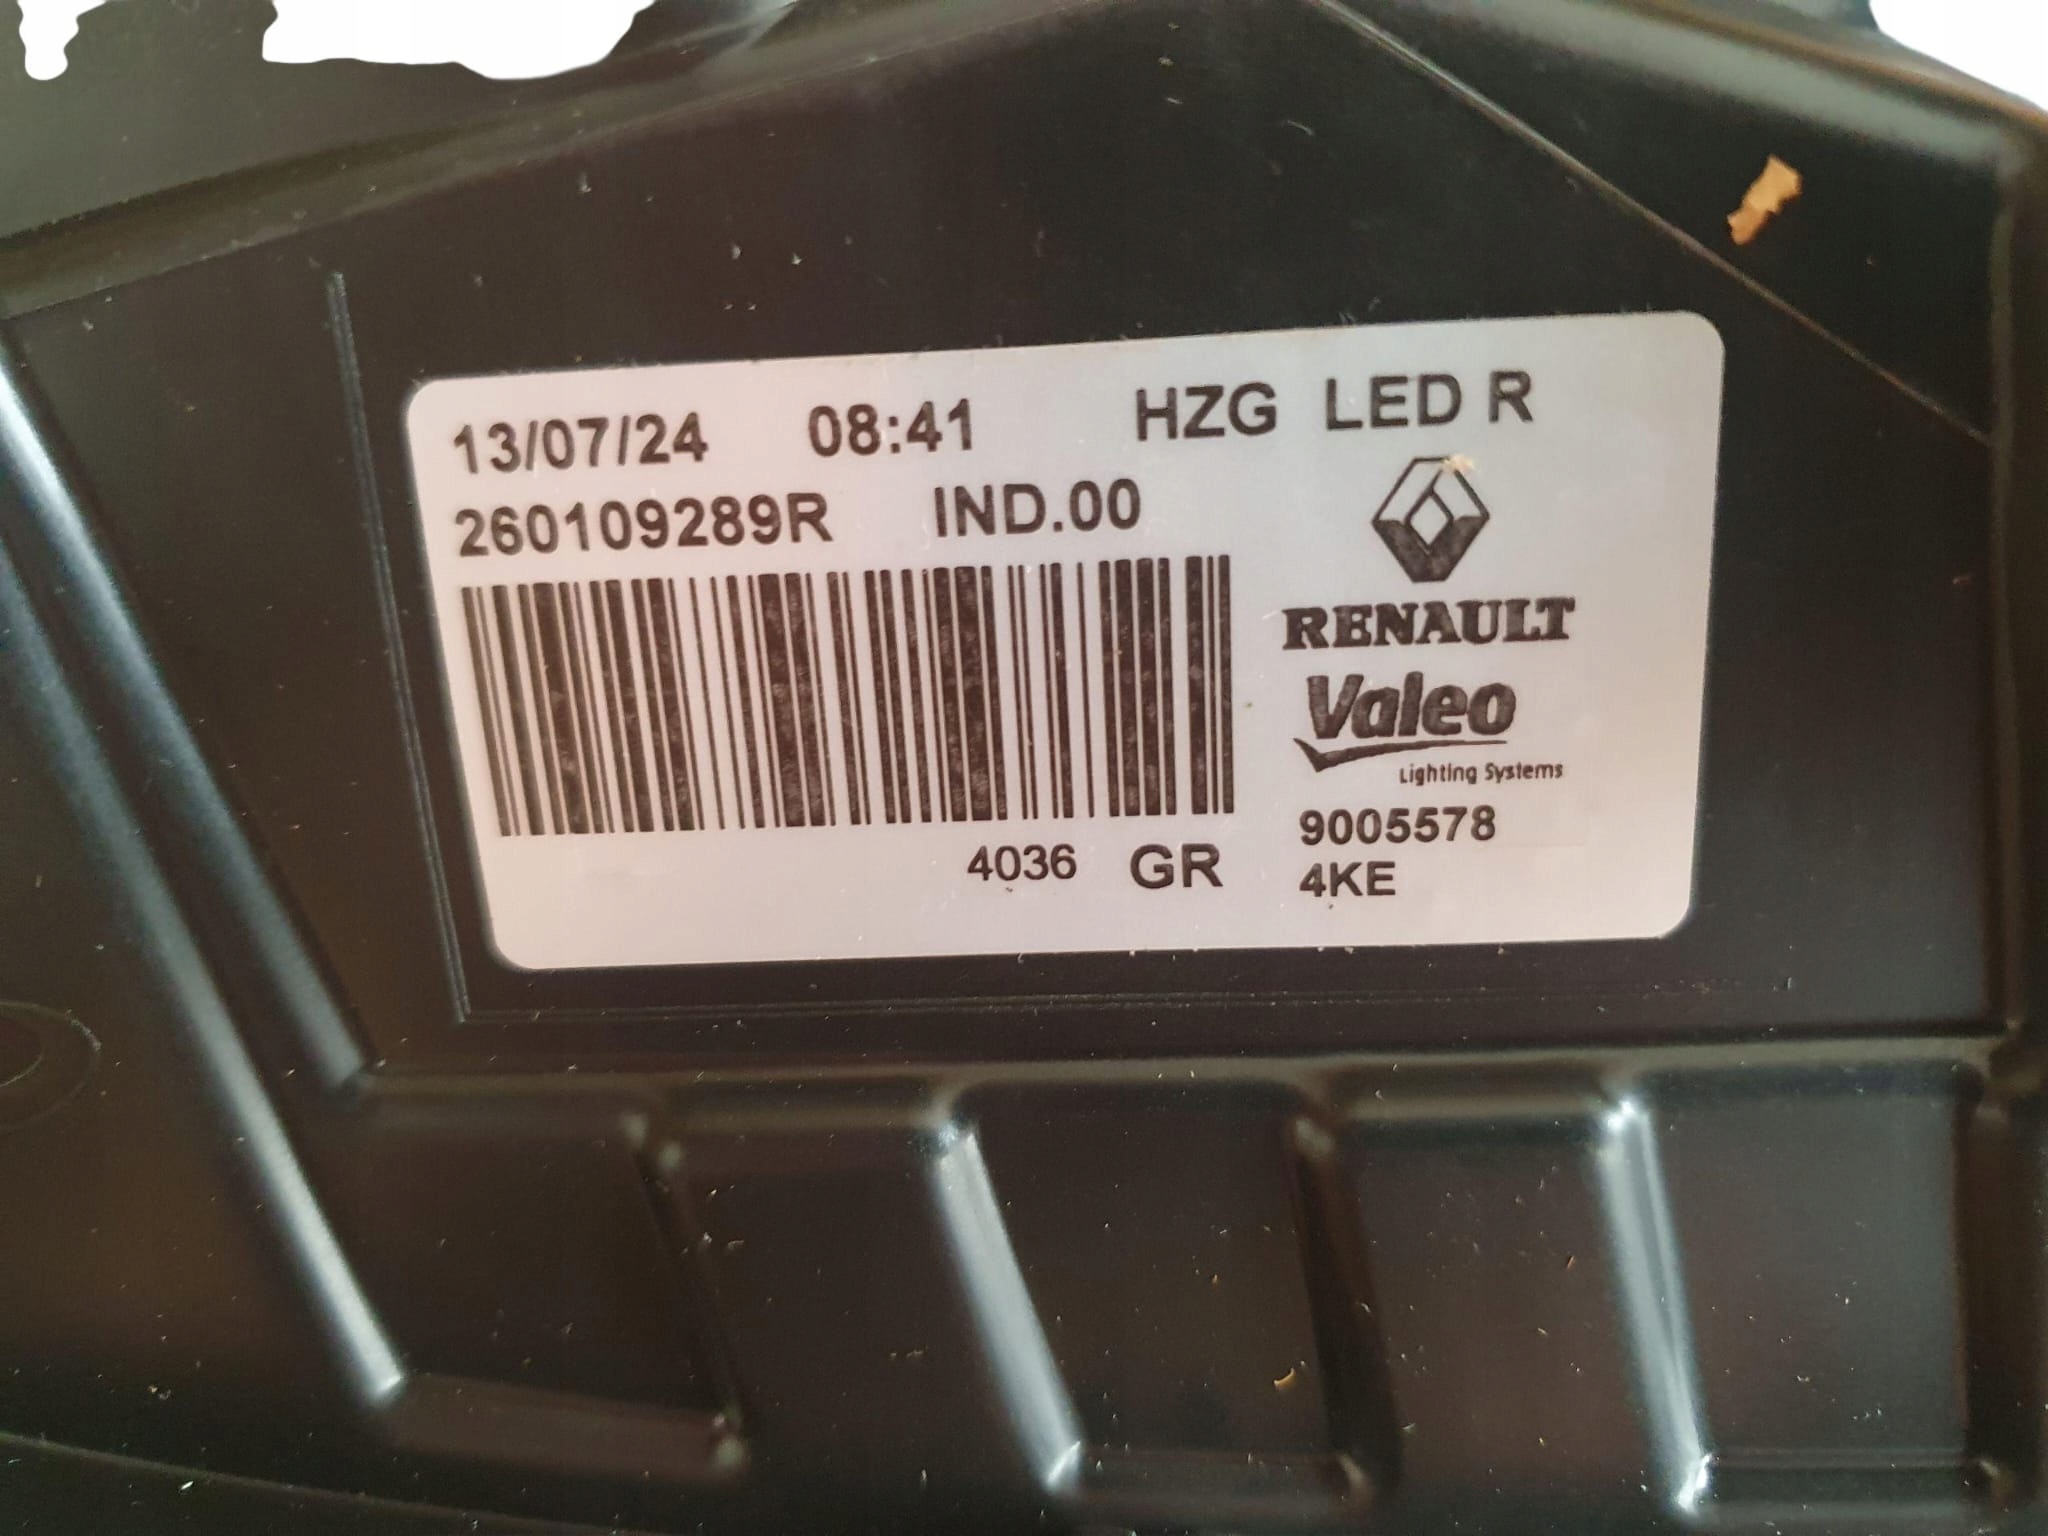 13/07/24 08:41 HZG LED R
260109289R IND.00
RENAULT
Valeo
Lighting Systems
9005578
4036 GR 4KE